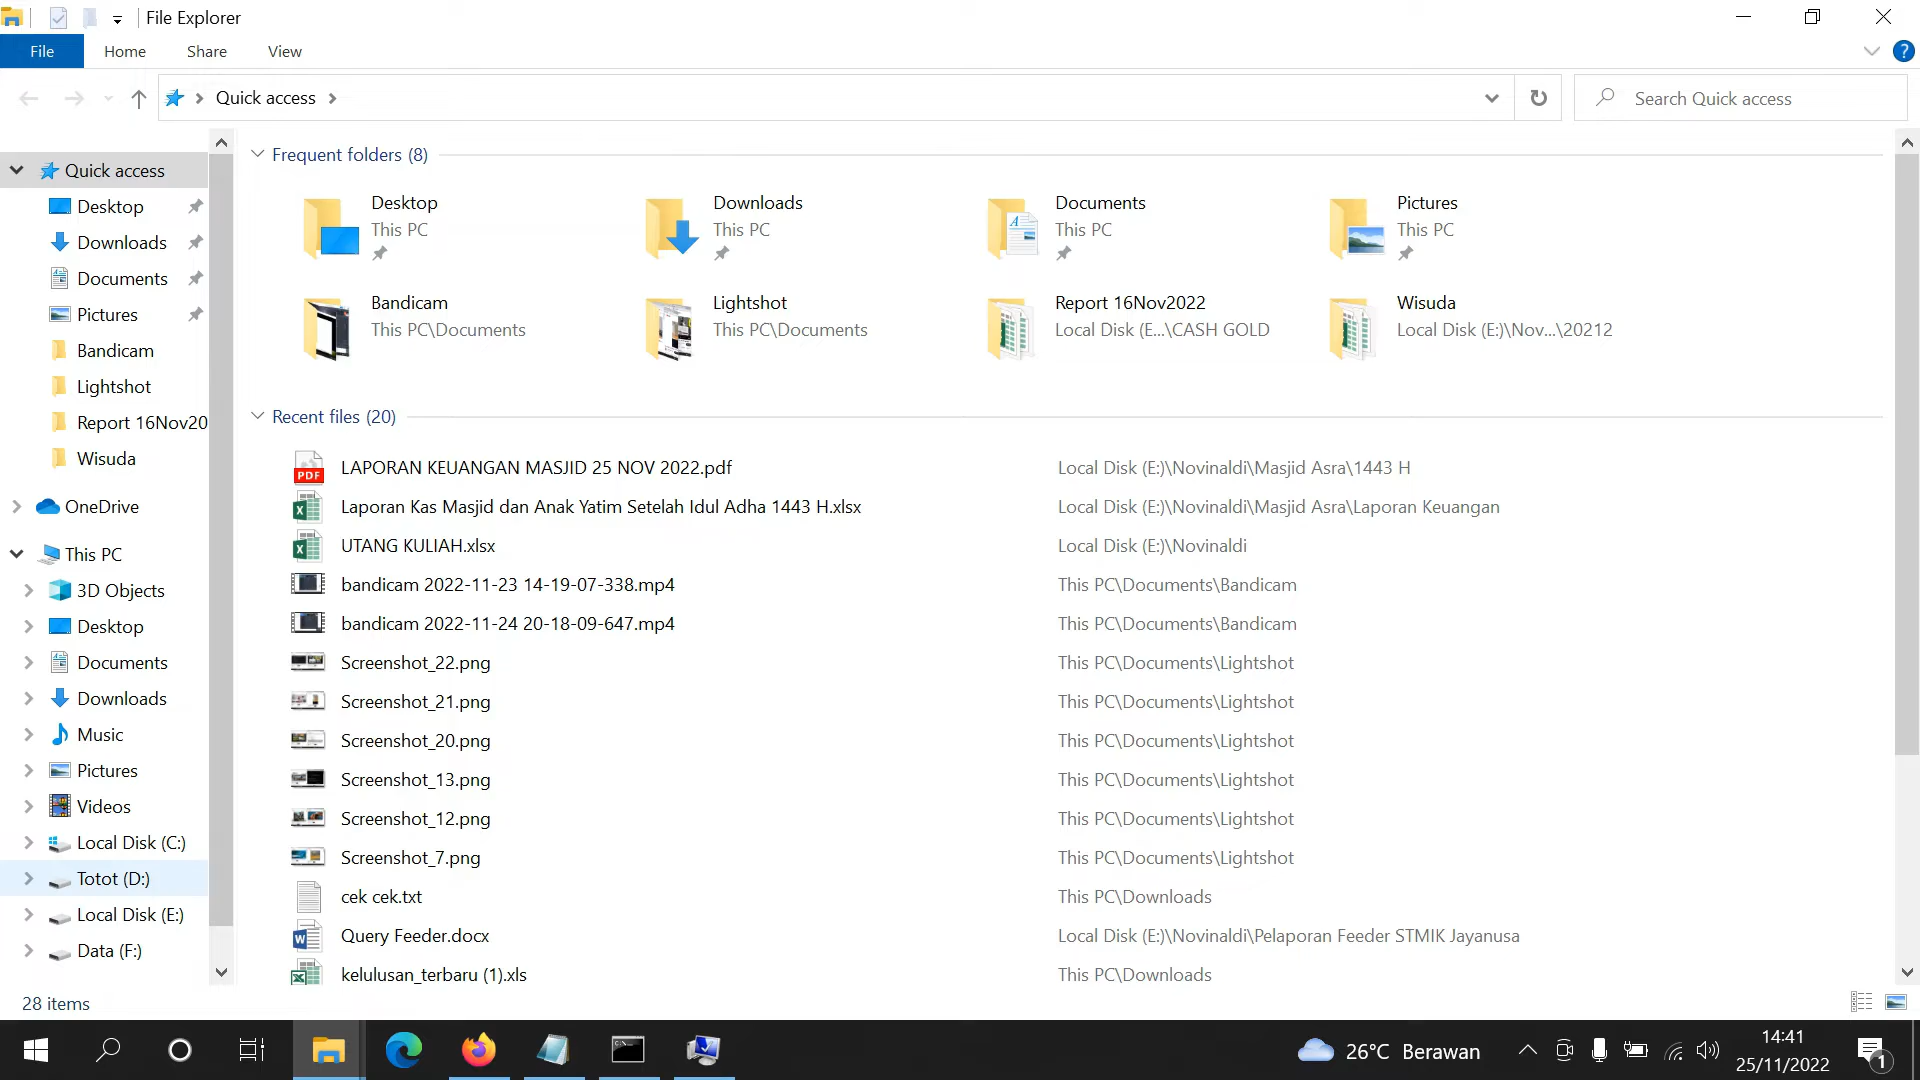 File Explorer
File
Home
Share
View
?
Quick access
Search Quick access
Quick access
Desktop
Downloads
Documents
Pictures
Bandicam
Lightshot
Report 16Nov20
Wisuda
OneDrive
This PC
3D Objects
Desktop
Documents
Downloads
Music
Pictures
Videos
Local Disk (C:)
Totot (D:)
Local Disk (E:)
Data (F:)
Frequent folders (8)
Desktop
This PC
Downloads
This PC
Documents
This PC
Pictures
This PC
Bandicam
This PC\Documents
Lightshot
This PC\Documents
Report 16Nov2022
Local Disk (E...\CASH GOLD
Wisuda
Local Disk (E:)\Nov...\20212
Recent files (20)
PDF
LAPORAN KEUANGAN MASJID 25 NOV 2022.pdf
Local Disk (E:)\Novinaldi\Masjid Asra\1443 H
Laporan Kas Masjid dan Anak Yatim Setelah Idul Adha 1443 H.xlsx
Local Disk (E:)\Novinaldi\Masjid Asra\Laporan Keuangan
UTANG KULIAH.xlsx
Local Disk (E:)\Novinaldi
bandicam 2022-11-23 14-19-07-338.mp4
This PC\Documents\Bandicam
bandicam 2022-11-24 20-18-09-647.mp4
This PC\Documents\Bandicam
Screenshot_22.png
This PC\Documents\Lightshot
Screenshot_21.png
This PC\Documents\Lightshot
Screenshot_20.png
This PC\Documents\Lightshot
Screenshot_13.png
This PC\Documents\Lightshot
Screenshot_12.png
This PC\Documents\Lightshot
Screenshot_7.png
This PC\Documents\Lightshot
cek cek.txt
This PC\Downloads
Query Feeder.docx
Local Disk (E:)\Novinaldi\Pelaporan Feeder STMIK Jayanusa
kelulusan_terbaru (1).xls
This PC\Downloads
28 items
26°C Berawan
14:41
25/11/2022
1